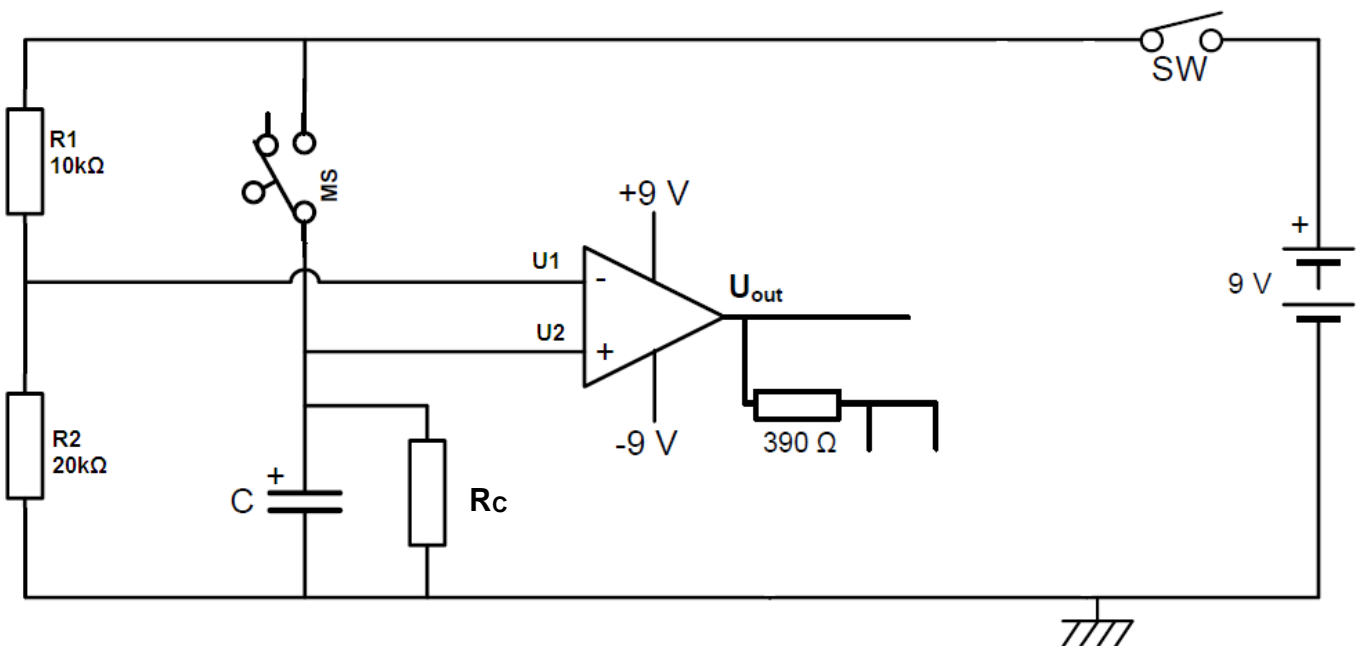 SW
R1
10kΩ
MS
+9 V
+
U1
-
9 V
Uout
U2
+
-9 V
390 Ω
R2
20kΩ
+
C
RC